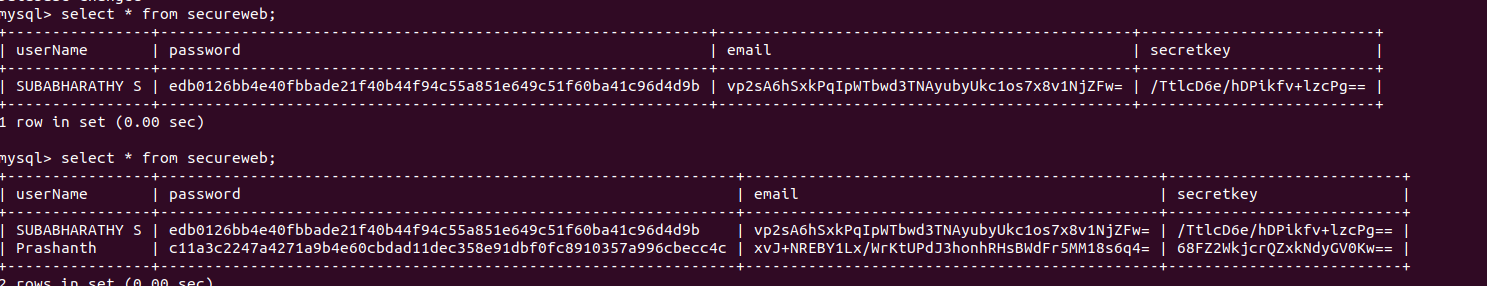 mysql> select * from secureweb;
+----------------+--------------------------------------------------------------+----------------------------------------------+--------------------------+
| userName | password | email | secretkey |
+----------------+--------------------------------------------------------------+----------------------------------------------+--------------------------+
| SUBABHARATHY S | edb0126bb4e40fbbade21f40b44f94c55a851e649c51f60ba41c96d4d9b | vp2sA6hSxkPqIpWTbwd3TNAyubyUkc1os7x8v1NjZFw= | /TtlcD6e/hDPikfv+lzcPg== |
+----------------+--------------------------------------------------------------+----------------------------------------------+--------------------------+
1 row in set (0.00 sec)
mysql> select * from secureweb;
+----------------+-----------------------------------------------------------------+----------------------------------------------+--------------------------+
| userName | password | email | secretkey |
+----------------+-----------------------------------------------------------------+----------------------------------------------+--------------------------+
| SUBABHARATHY S | edb0126bb4e40fbbade21f40b44f94c55a851e649c51f60ba41c96d4d9b | vp2sA6hSxkPqIpWTbwd3TNAyubyUkc1os7x8v1NjZFw= | /TtlcD6e/hDPikfv+lzcPg== |
| Prashanth | c11a3c2247a4271a9b4e60cbdad11dec358e91dbf0fc8910357a996cbecc4c | xvJ+NREBY1Lx/WrKtUPdJ3honhRHsBWdFr5MM18s6q4= | 68FZ2WkjcrQZxkNdyGV0Kw== |
+----------------+-----------------------------------------------------------------+----------------------------------------------+--------------------------+
2 rows in set (0.00 sec)